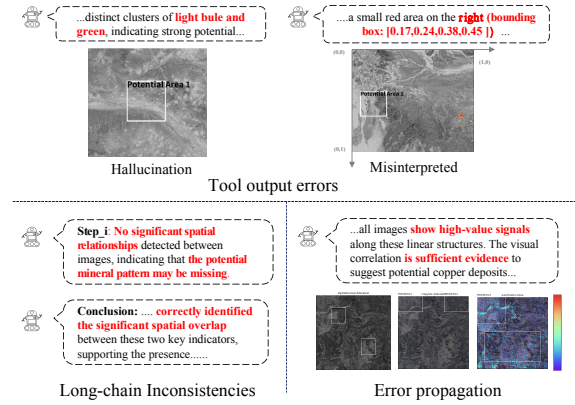 ...distinct clusters of light bule and
green, indicating strong potential...
Potential Area 1
Hallucination
....a small red area on the right (bounding
box: [0.17,0.24,0.38,0.45 ]) ...
(0,0)
(1,0)
Potential Area 1
(0,1)
Misinterpreted
Tool output errors
Step_i: No significant spatial
relationships detected between
images, indicating that the potential
mineral pattern may be missing.
Conclusion: .... correctly identified
the significant spatial overlap
between these two key indicators,
supporting the presence......
Long-chain Inconsistencies
...all images show high-value signals
along these linear structures. The visual
correlation is sufficient evidence to
suggest potential copper deposits...
Error propagation